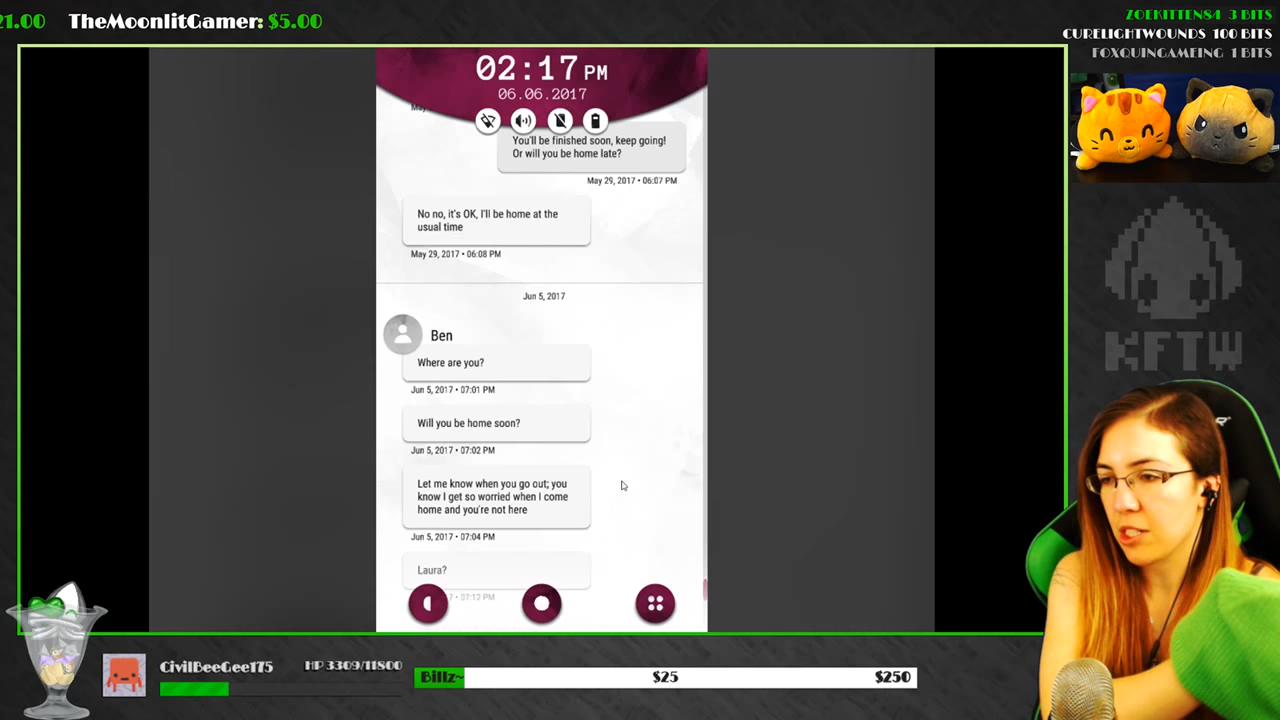 21.00 TheMoonlitGamer: $5.00
ZOEKITTEN84 3 BITS
CURELIGHTWOUNDS 100 BITS
FOXQUINGAMEING 1 BITS
02:17 PM
06.06.2017
You'll be finished soon, keep going!
Or will you be home late?
May 29, 2017 • 06:07 PM
No no, it's OK, I'll be home at the
usual time
May 29, 2017 • 06:08 PM
Jun 5, 2017
Ben
Where are you?
Jun 5, 2017 • 07:01 PM
Will you be home soon?
Jun 5, 2017 • 07:02 PM
Let me know when you go out; you
know I get so worried when I come
home and you're not here
Jun 5, 2017 • 07:04 PM
Laura?
7 • 07:12 PM
KFTW
CivilBeeGee175 HP 3309/11800
Billz~ $25 $250